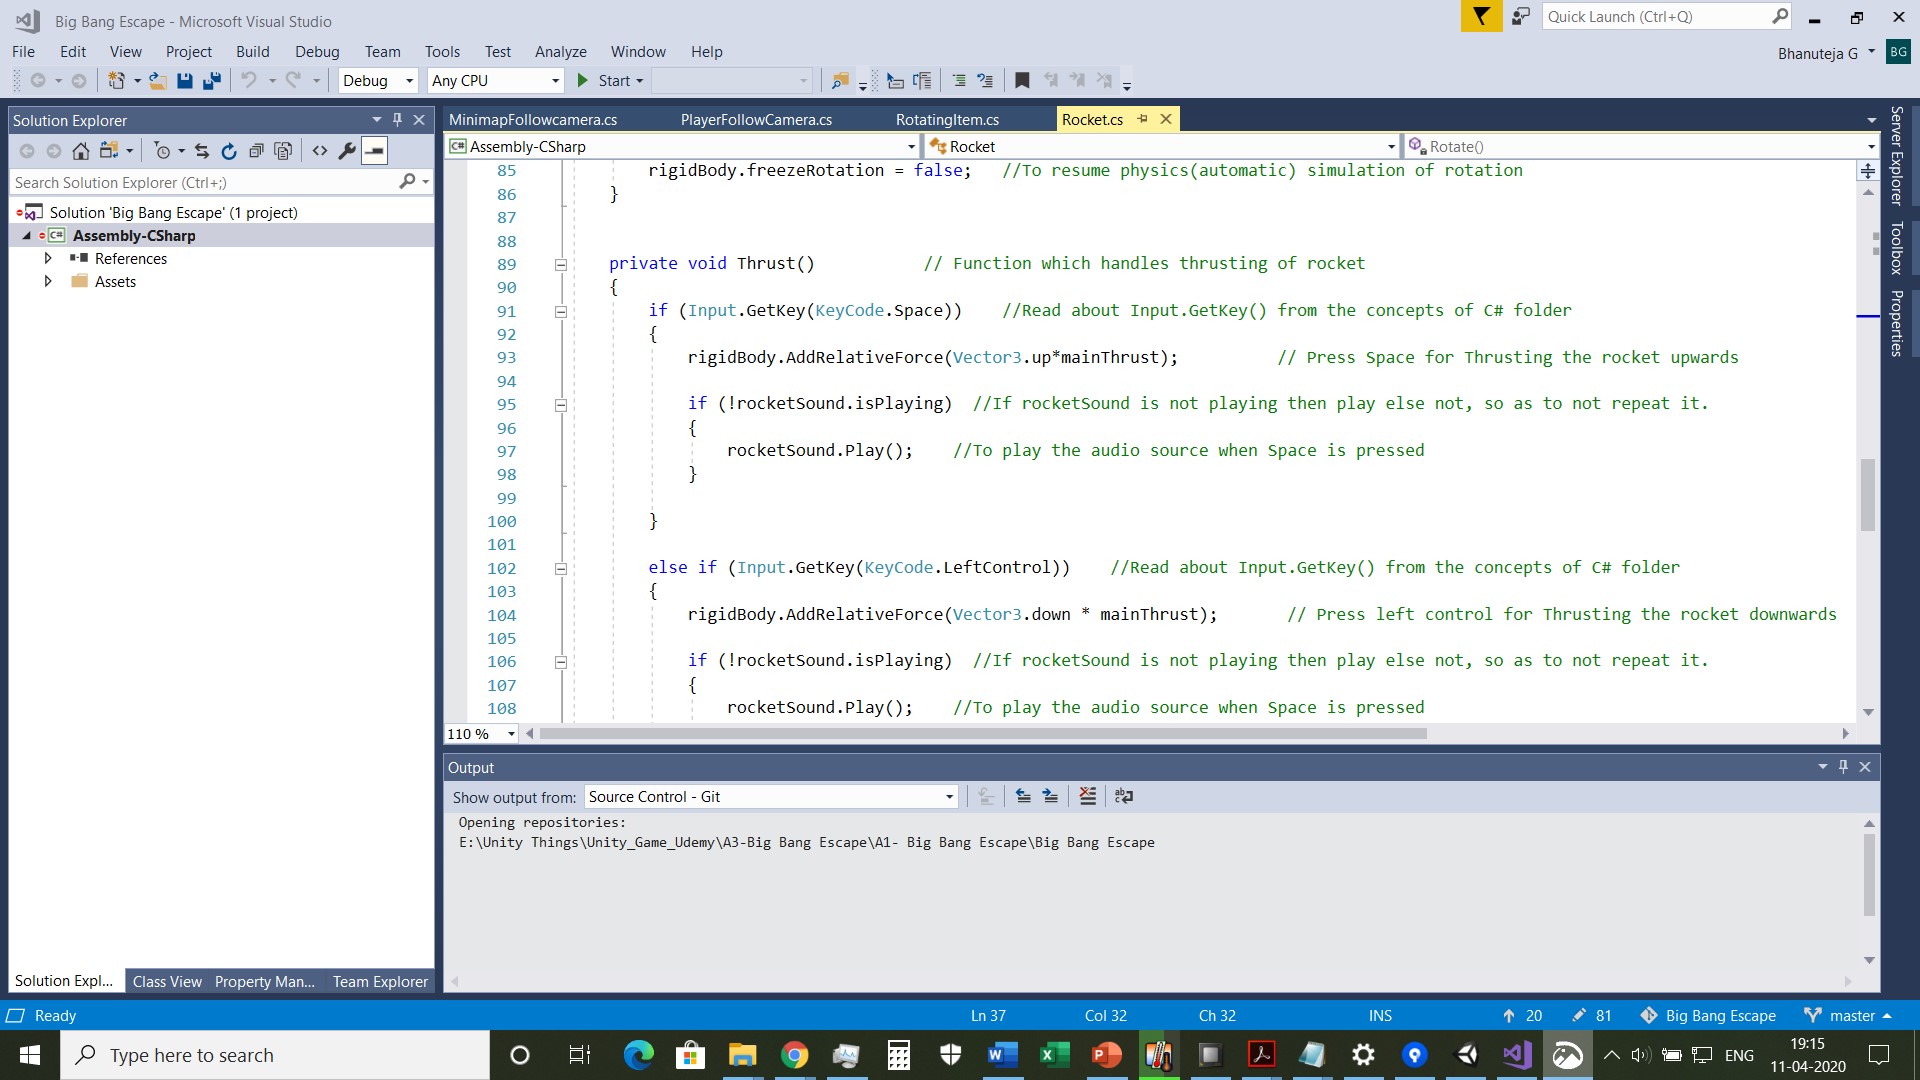 Big Bang Escape - Microsoft Visual Studio
Quick Launch (Ctrl+Q)
File Edit View Project Build Debug Team Tools Test Analyze Window Help
Bhanuteja G BG
Debug Any CPU Start
Solution Explorer
Search Solution Explorer (Ctrl+;)
Solution 'Big Bang Escape' (1 project)
C# Assembly-CSharp
References
Assets
Solution Expl... Class View Property Man... Team Explorer
MinimapFollowcamera.cs PlayerFollowCamera.cs RotatingItem.cs Rocket.cs
C# Assembly-CSharp Rocket Rotate()
85 rigidBody.freezeRotation = false; //To resume physics(automatic) simulation of rotation
86 }
87
88
89 private void Thrust() // Function which handles thrusting of rocket
90 {
91 if (Input.GetKey(KeyCode.Space)) //Read about Input.GetKey() from the concepts of C# folder
92 {
93 rigidBody.AddRelativeForce(Vector3.up*mainThrust); // Press Space for Thrusting the rocket upwards
94
95 if (!rocketSound.isPlaying) //If rocketSound is not playing then play else not, so as to not repeat it.
96 {
97 rocketSound.Play(); //To play the audio source when Space is pressed
98 }
99
100 }
101
102 else if (Input.GetKey(KeyCode.LeftControl)) //Read about Input.GetKey() from the concepts of C# folder
103 {
104 rigidBody.AddRelativeForce(Vector3.down * mainThrust); // Press left control for Thrusting the rocket downwards
105
106 if (!rocketSound.isPlaying) //If rocketSound is not playing then play else not, so as to not repeat it.
107 {
108 rocketSound.Play(); //To play the audio source when Space is pressed
110 %
Server Explorer
Toolbox
Properties
Output
Show output from: Source Control - Git
Opening repositories:
E:\Unity Things\Unity_Game_Udemy\A3-Big Bang Escape\A1- Big Bang Escape\Big Bang Escape
Ready Ln 37 Col 32 Ch 32 INS 20 81 Big Bang Escape master
Type here to search
ENG
19:15
11-04-2020